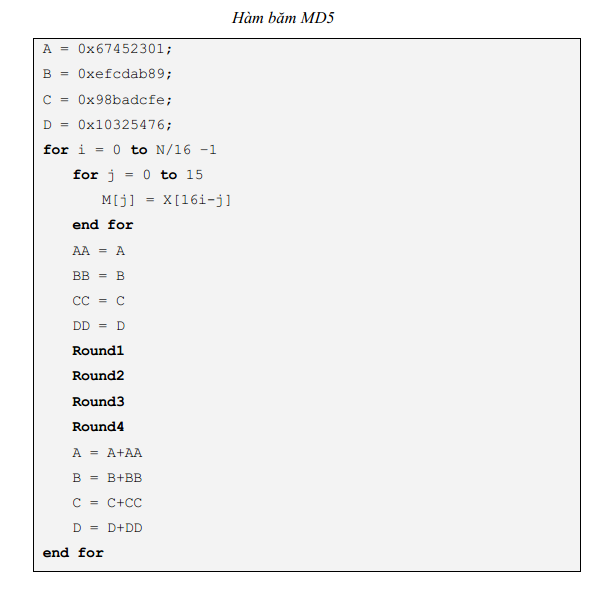 Hàm băm MD5
A = 0x67452301;
B = 0xefcdab89;
C = 0x98badcfe;
D = 0x10325476;
for i = 0 to N/16 -1
for j = 0 to 15
M[j] = X[16i-j]
end for
AA = A
BB = B
CC = C
DD = D
Round1
Round2
Round3
Round4
A = A+AA
B = B+BB
C = C+CC
D = D+DD
end for